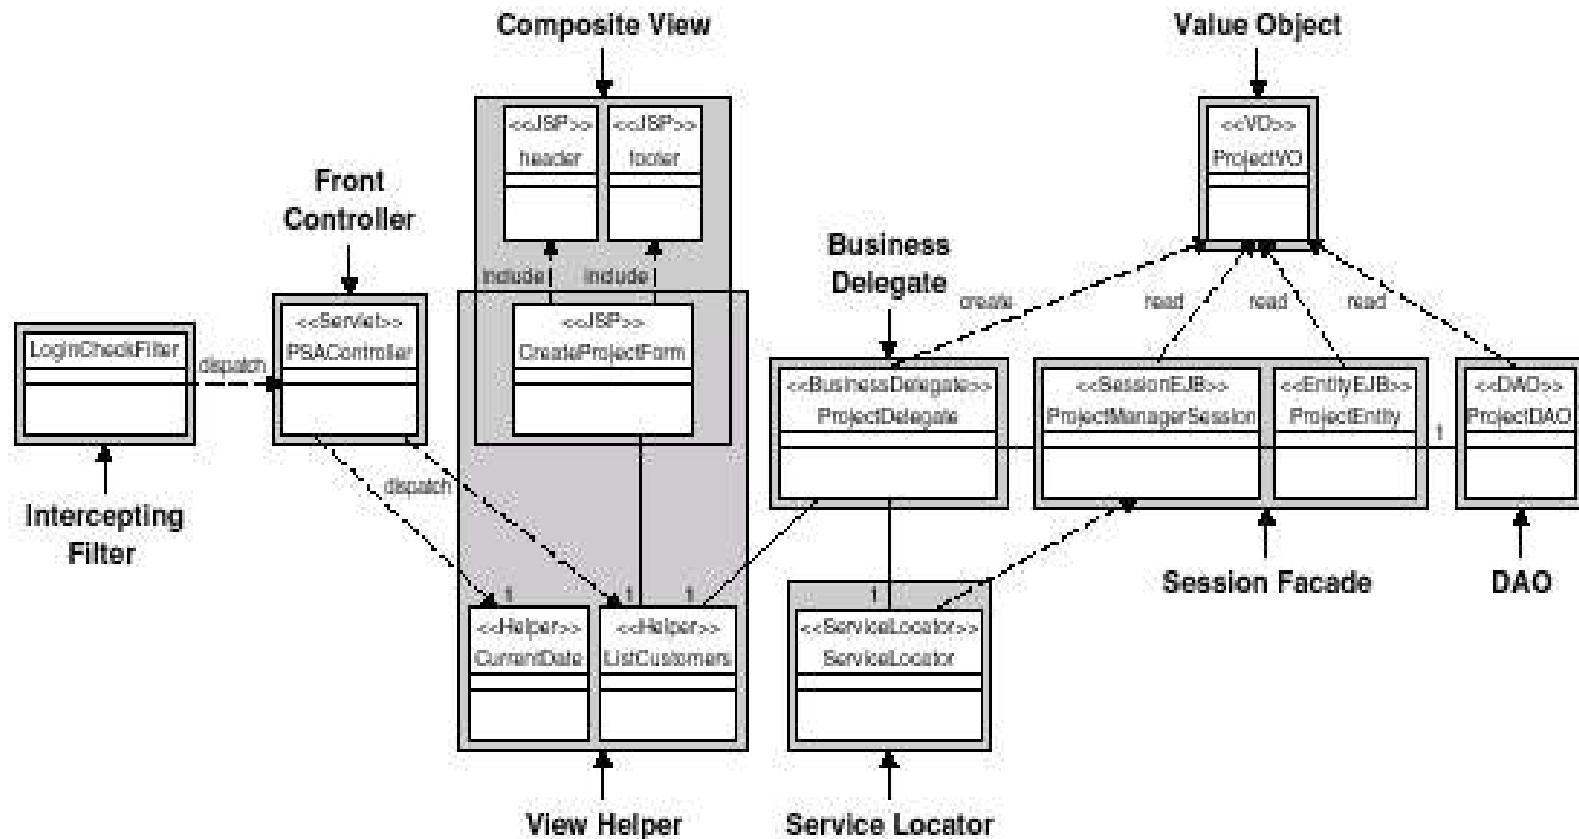 Composite View
Value Object
<<JSP>>
header
<<JSP>>
footer
<<VO>>
ProjectVO
Front
Controller
Business
Delegate
include
include
create
read
read
read
LoginCheckFilter
dispatch
<<Servlet>>
PSAController
<<JSP>>
CreateProjectForm
<<BusinessDelegate>>
ProjectDelegate
<<SessionEJB>>
ProjectManagerSession
<<EntityEJB>>
ProjectEntity
1
<<DAO>>
ProjectDAO
dispatch
Intercepting
Filter
Session Facade
DAO
1
1
1
1
<<Helper>>
CurrentDate
<<Helper>>
ListCustomers
<<ServiceLocator>>
ServiceLocator
View Helper
Service Locator